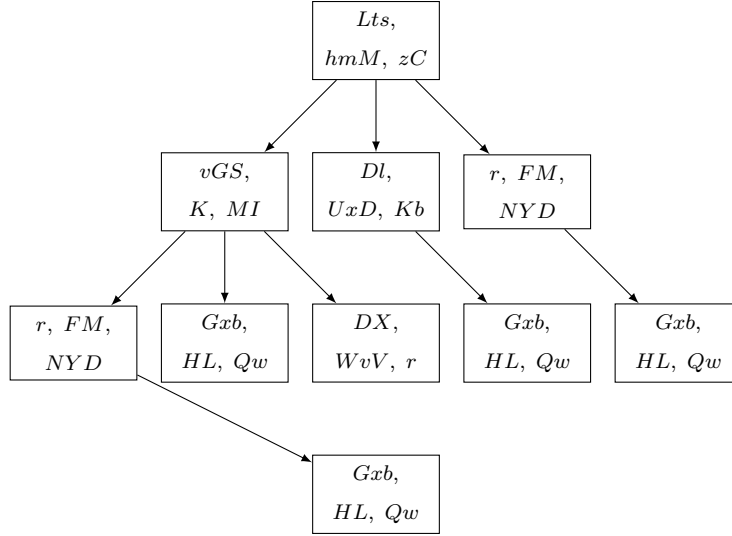 Lts,
hmM, zC
vGS,
K, MI
Dl,
UxD, Kb
r, FM,
NYD
r, FM,
NYD
Gxb,
HL, Qw
DX,
WvV, r
Gxb,
HL, Qw
Gxb,
HL, Qw
Gxb,
HL, Qw